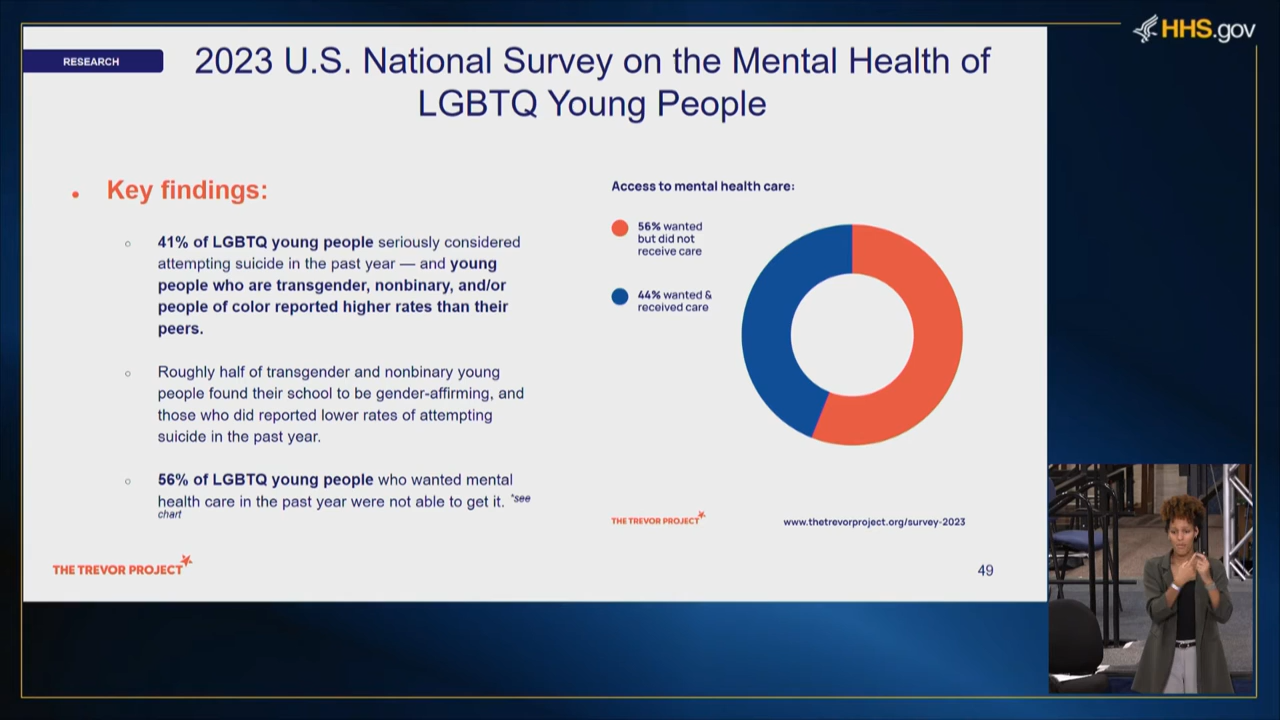 HHS.gov
RESEARCH
2023 U.S. National Survey on the Mental Health of
LGBTQ Young People
• Key findings:
○ 41% of LGBTQ young people seriously considered
attempting suicide in the past year — and young
people who are transgender, nonbinary, and/or
people of color reported higher rates than their
peers.
○ Roughly half of transgender and nonbinary young
people found their school to be gender-affirming, and
those who did reported lower rates of attempting
suicide in the past year.
○ 56% of LGBTQ young people who wanted mental
health care in the past year were not able to get it. *see
chart
Access to mental health care:
56% wanted
but did not
receive care
44% wanted &
received care
THE TREVOR PROJECT
www.thetrevorproject.org/survey-2023
THE TREVOR PROJECT
49